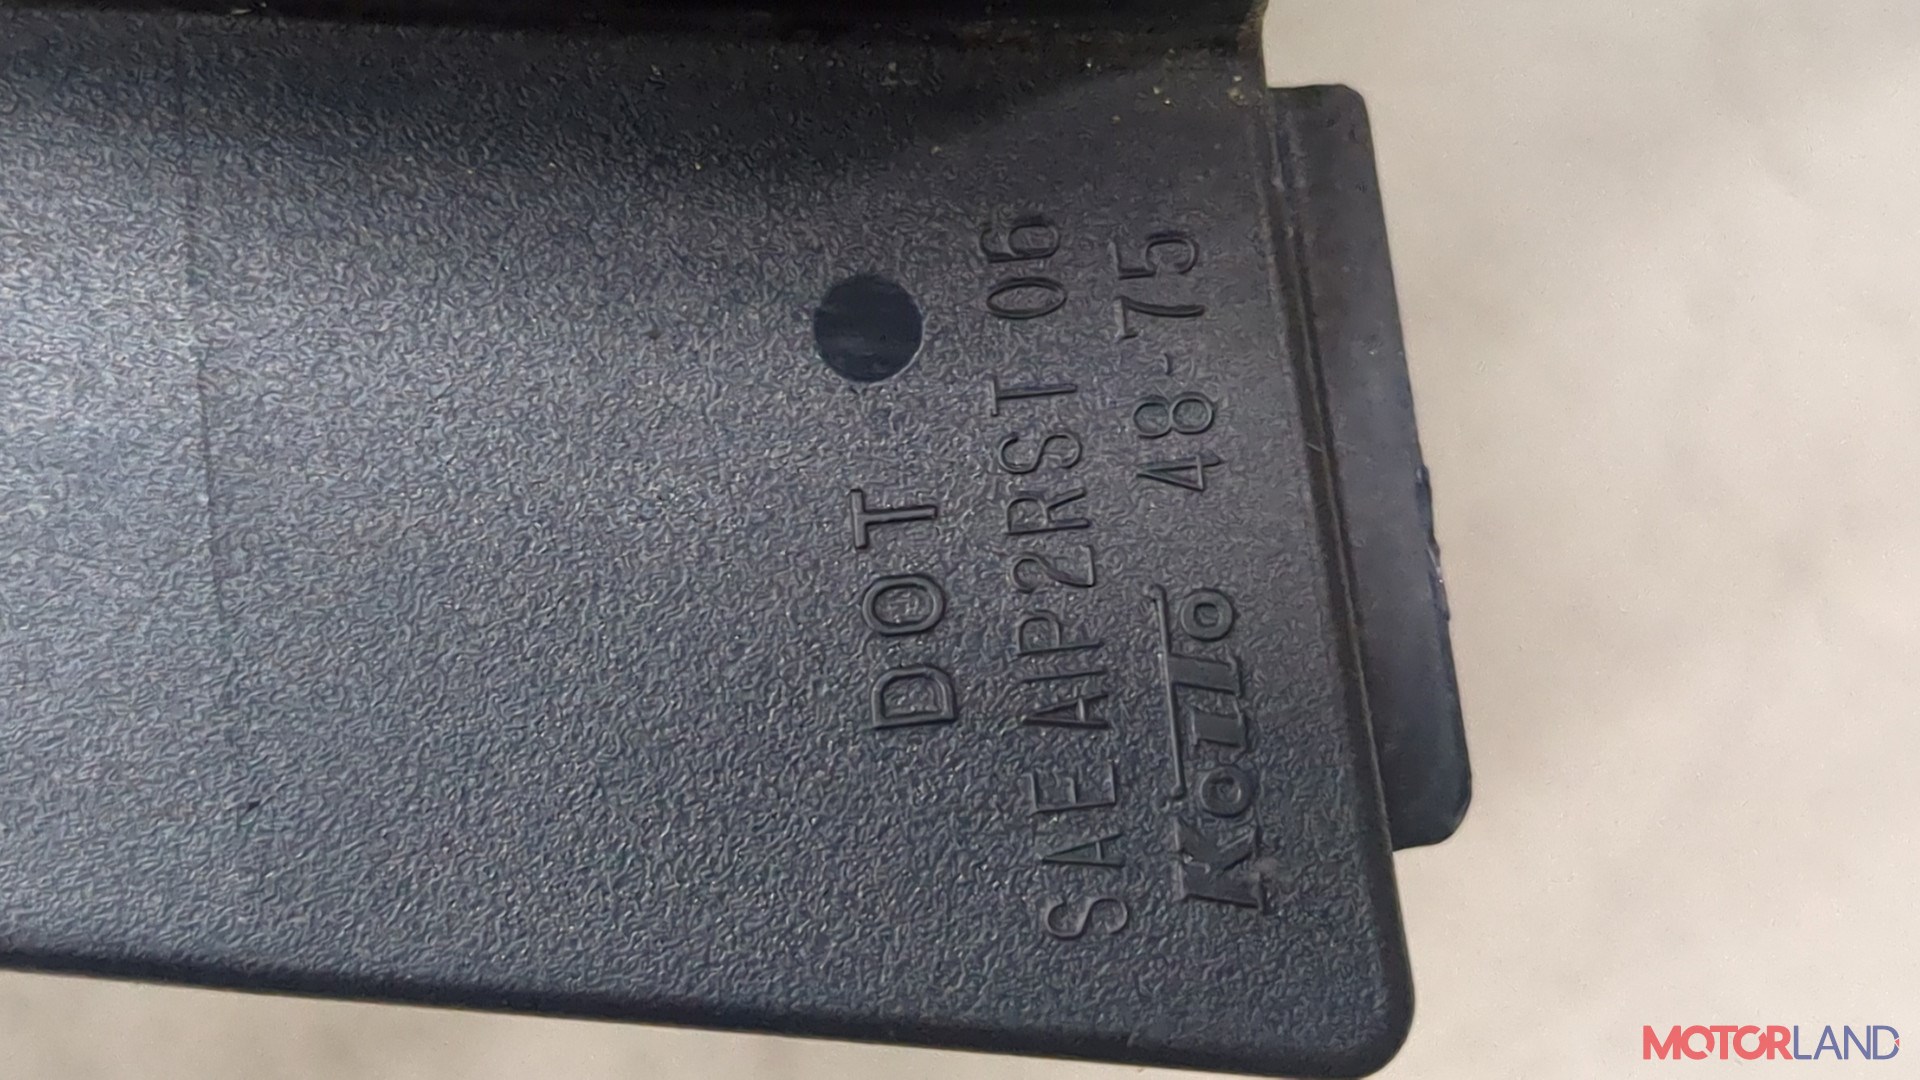 DOT
SAE AIP2RST 06
KoITo 48-75
MOTORLAND